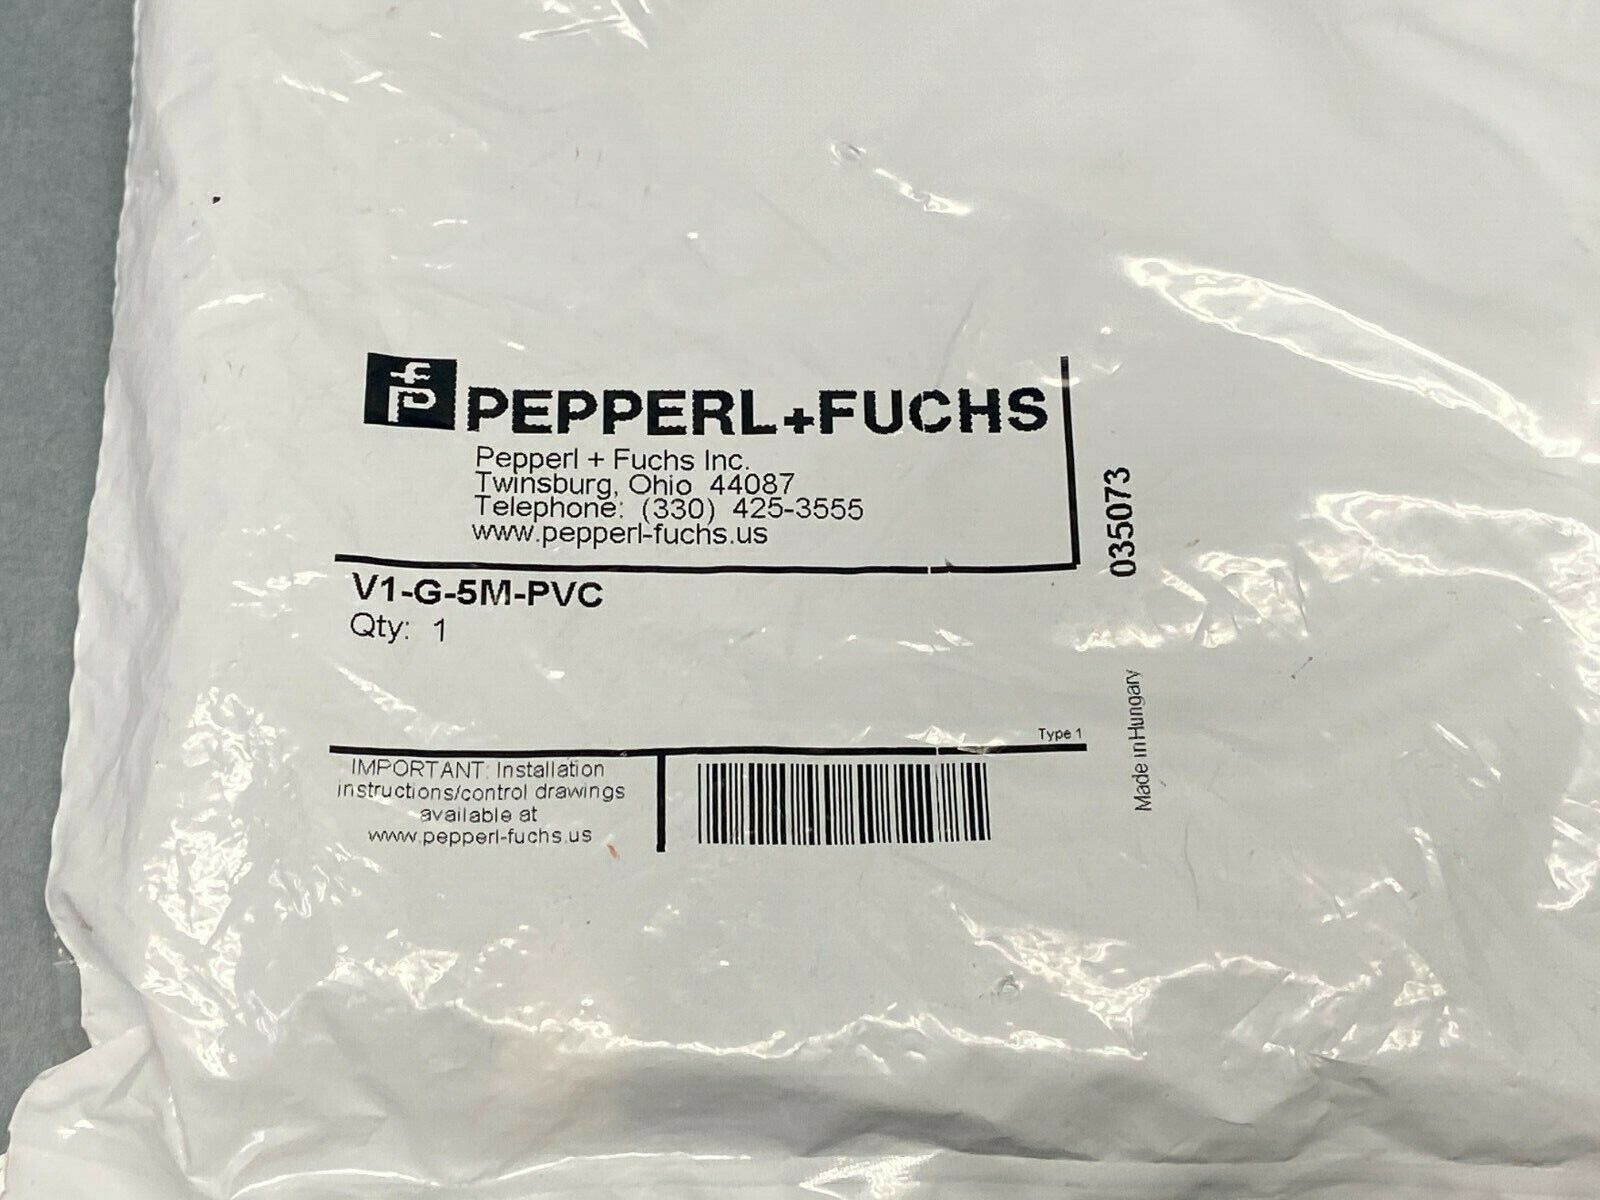 PEPPERL+FUCHS
Pepperl + Fuchs Inc.
Twinsburg, Ohio 44087
Telephone: (330) 425-3555
www.pepperl-fuchs.us
035073
V1-G-5M-PVC
Qty: 1
Type 1
Made in Hungary
IMPORTANT: Installation
instructions/control drawings
available at
www.pepperl-fuchs.us